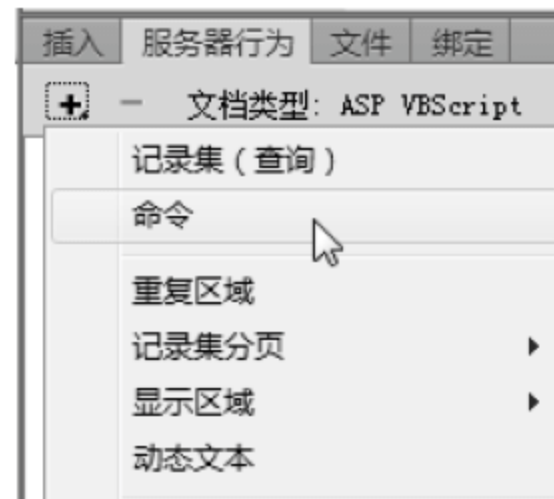 插入 服务器行为 文件 绑定
+ - 文档类型: ASP VBScript
记录集(查询)
命令
重复区域
记录集分页
显示区域
动态文本